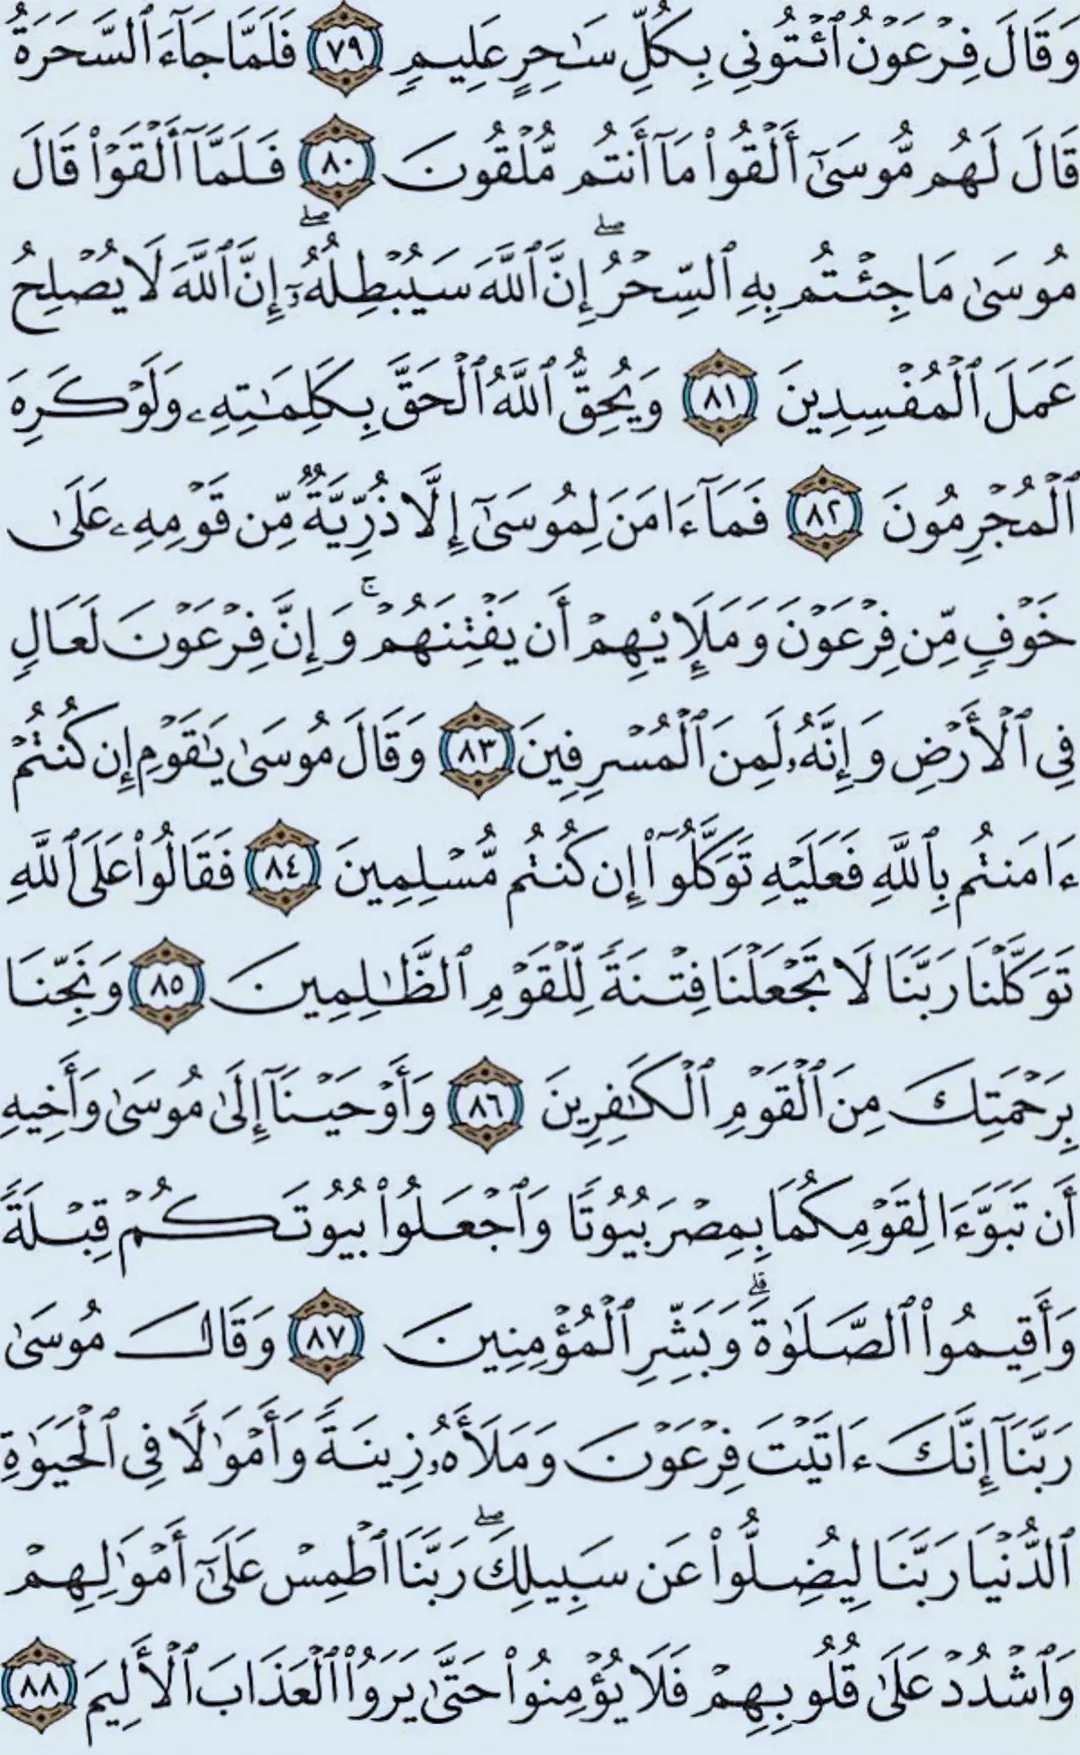 وَقَالَ فِرْعَوْنُ ٱئْتُونِى بِكُلِّ سَٰحِرٍ عَلِيمٍ ٧٩ فَلَمَّا جَآءَ ٱلسَّحَرَةُ
قَالَ لَهُم مُّوسَىٰٓ أَلْقُوا۟ مَآ أَنتُم مُّلْقُونَ ٨٠ فَلَمَّآ أَلْقَوْا۟ قَالَ
مُوسَىٰ مَا جِئْتُم بِهِ ٱلسِّحْرُ ۖ إِنَّ ٱللَّهَ سَيُبْطِلُهُۥٓ ۖ إِنَّ ٱللَّهَ لَا يُصْلِحُ
عَمَلَ ٱلْمُفْسِدِينَ ٨١ وَيُحِقُّ ٱللَّهُ ٱلْحَقَّ بِكَلِمَٰتِهِۦ وَلَوْ كَرِهَ
ٱلْمُجْرِمُونَ ٨٢ فَمَآ ءَامَنَ لِمُوسَىٰٓ إِلَّا ذُرِّيَّةٌ مِّن قَوْمِهِۦ عَلَىٰ
خَوْفٍ مِّن فِرْعَوْنَ وَمَلَإِي۟هِمْ أَن يَفْتِنَهُمْ ۚ وَإِنَّ فِرْعَوْنَ لَعَالٍ
فِى ٱلْأَرْضِ وَإِنَّهُۥ لَمِنَ ٱلْمُسْرِفِينَ ٨٣ وَقَالَ مُوسَىٰ يَٰقَوْمِ إِن كُنتُمْ
ءَامَنتُم بِٱللَّهِ فَعَلَيْهِ تَوَكَّلُوٓا۟ إِن كُنتُم مُّسْلِمِينَ ٨٤ فَقَالُوا۟ عَلَى ٱللَّهِ
تَوَكَّلْنَا رَبَّنَا لَا تَجْعَلْنَا فِتْنَةً لِّلْقَوْمِ ٱلظَّٰلِمِينَ ٨٥ وَنَجِّنَا
بِرَحْمَتِكَ مِنَ ٱلْقَوْمِ ٱلْكَٰفِرِينَ ٨٦ وَأَوْحَيْنَآ إِلَىٰ مُوسَىٰ وَأَخِيهِ
أَن تَبَوَّءَا لِقَوْمِكُمَا بِمِصْرَ بُيُوتًا وَٱجْعَلُوا۟ بُيُوتَكُمْ قِبْلَةً
وَأَقِيمُوا۟ ٱلصَّلَوٰةَ ۗ وَبَشِّرِ ٱلْمُؤْمِنِينَ ٨٧ وَقَالَ مُوسَىٰ
رَبَّنَآ إِنَّكَ ءَاتَيْتَ فِرْعَوْنَ وَمَلَأَهُۥ زِينَةً وَأَمْوَٰلًا فِى ٱلْحَيَوٰةِ
ٱلدُّنْيَا رَبَّنَا لِيُضِلُّوا۟ عَن سَبِيلِكَ ۖ رَبَّنَا ٱطْمِسْ عَلَىٰٓ أَمْوَٰلِهِمْ
وَٱشْدُدْ عَلَىٰ قُلُوبِهِمْ فَلَا يُؤْمِنُوا۟ حَتَّىٰ يَرَوُا۟ ٱلْعَذَابَ ٱلْأَلِيمَ ٨٨